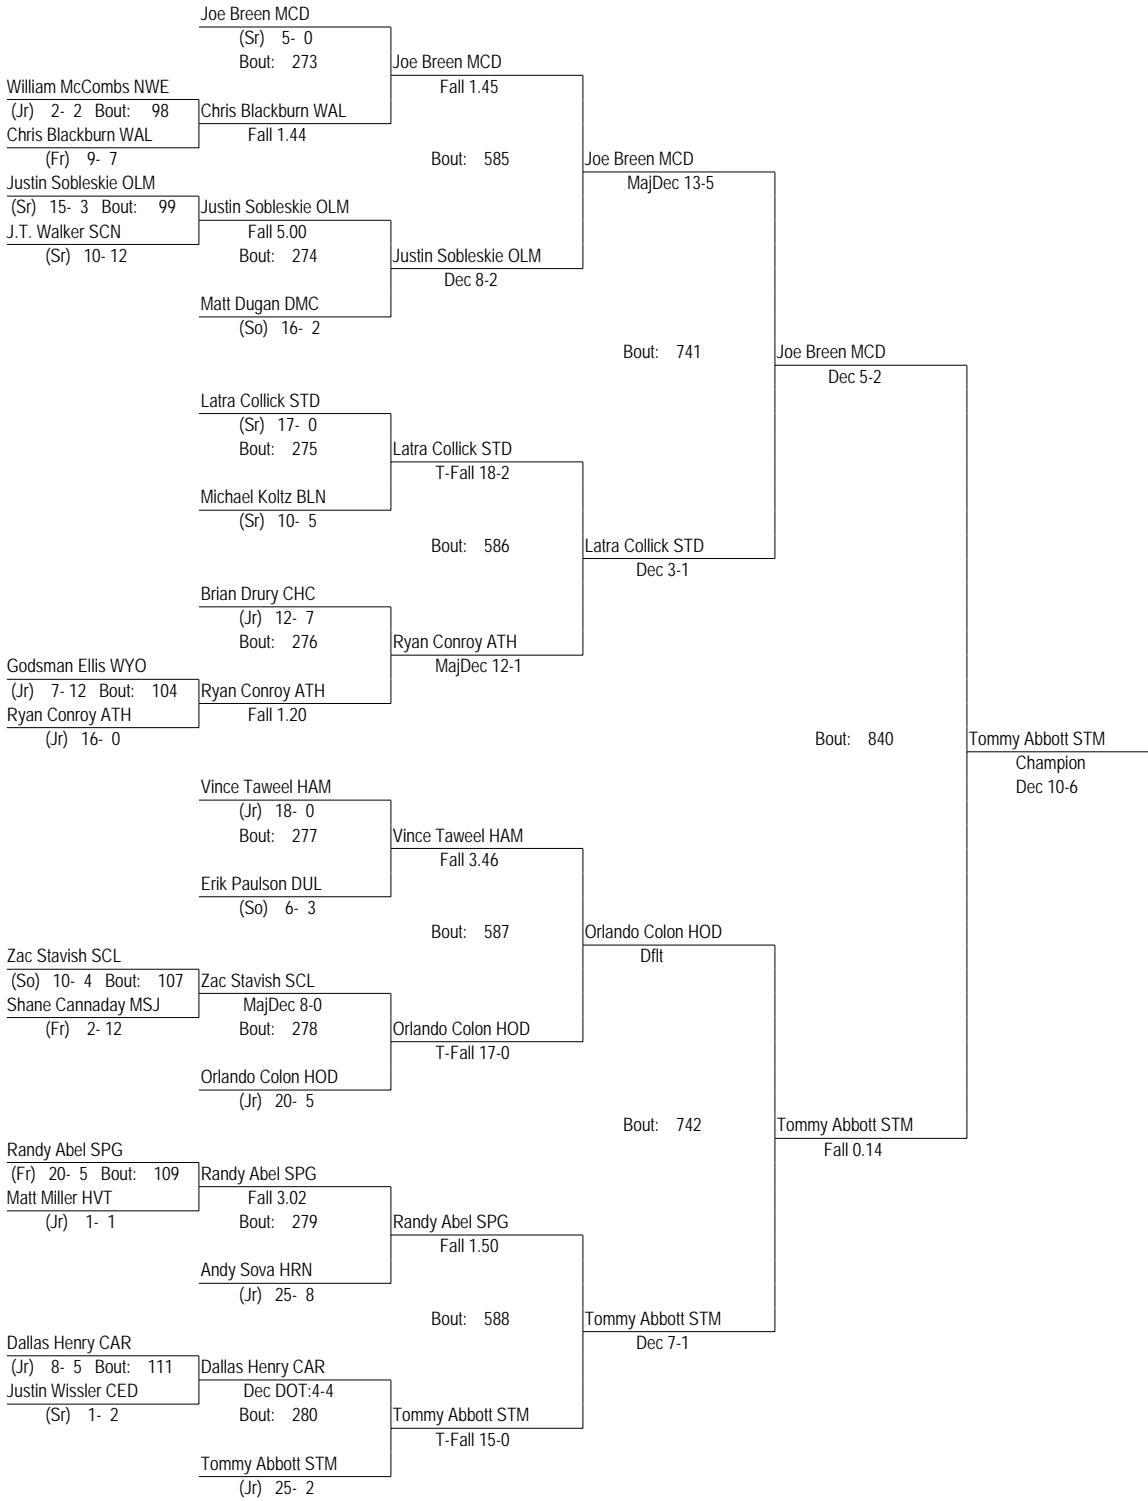 Joe Breen MCD
(Sr) 5- 0
Bout: 273
Joe Breen MCD
Fall 1.45
William McCombs NWE
(Jr) 2- 2 Bout: 98
Chris Blackburn WAL
Chris Blackburn WAL
Fall 1.44
(Fr) 9- 7
Bout: 585
Joe Breen MCD
MajDec 13-5
Justin Sobleskie OLM
(Sr) 15- 3 Bout: 99
Justin Sobleskie OLM
J.T. Walker SCN
Fall 5.00
(Sr) 10- 12
Bout: 274
Justin Sobleskie OLM
Dec 8-2
Matt Dugan DMC
(So) 16- 2
Bout: 741
Joe Breen MCD
Dec 5-2
Latra Collick STD
(Sr) 17- 0
Bout: 275
Latra Collick STD
T-Fall 18-2
Michael Koltz BLN
(Sr) 10- 5
Bout: 586
Latra Collick STD
Dec 3-1
Brian Drury CHC
(Jr) 12- 7
Bout: 276
Ryan Conroy ATH
MajDec 12-1
Godsman Ellis WYO
(Jr) 7- 12 Bout: 104
Ryan Conroy ATH
Ryan Conroy ATH
Fall 1.20
(Jr) 16- 0
Bout: 840
Tommy Abbott STM
Champion
Dec 10-6
Vince Taweel HAM
(Jr) 18- 0
Bout: 277
Vince Taweel HAM
Fall 3.46
Erik Paulson DUL
(So) 6- 3
Bout: 587
Orlando Colon HOD
Dflt
Zac Stavish SCL
(So) 10- 4 Bout: 107
Zac Stavish SCL
Shane Cannaday MSJ
MajDec 8-0
(Fr) 2- 12
Bout: 278
Orlando Colon HOD
T-Fall 17-0
Orlando Colon HOD
(Jr) 20- 5
Bout: 742
Tommy Abbott STM
Fall 0.14
Randy Abel SPG
(Fr) 20- 5 Bout: 109
Randy Abel SPG
Matt Miller HVT
Fall 3.02
(Jr) 1- 1
Bout: 279
Randy Abel SPG
Fall 1.50
Andy Sova HRN
(Jr) 25- 8
Bout: 588
Tommy Abbott STM
Dec 7-1
Dallas Henry CAR
(Jr) 8- 5 Bout: 111
Dallas Henry CAR
Justin Wissler CED
Dec DOT:4-4
(Sr) 1- 2
Bout: 280
Tommy Abbott STM
T-Fall 15-0
Tommy Abbott STM
(Jr) 25- 2